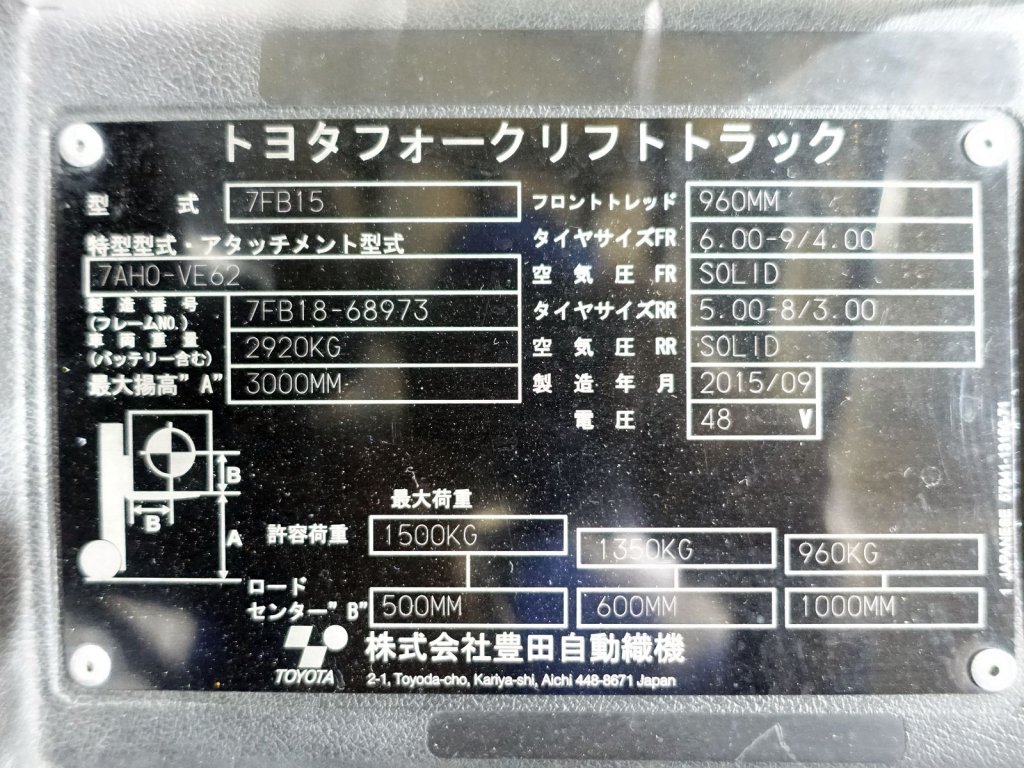 トヨタフォークリフトトラック
型式 7FB15 フロントトレッド 960MM
特型型式・アタッチメント型式 タイヤサイズFR 6.00-9/4.00
7AH0-VE62 空気圧 FR SOLID
製造番号 (フレームNO.) 7FB18-68973 タイヤサイズRR 5.00-8/3.00
車両重量 (バッテリー含む) 2920KG 空気圧 RR SOLID
最大揚高"A" 3000MM 製造年月 2015/09
電圧 48 V
B
B
A
最大荷重
許容荷重 1500KG 1350KG 960KG
ロード
センター"B" 500MM 600MM 1000MM
TOYOTA 株式会社豊田自動織機
2-1, Toyoda-cho, Kariya-shi, Aichi 448-8671 Japan
JAPANESE